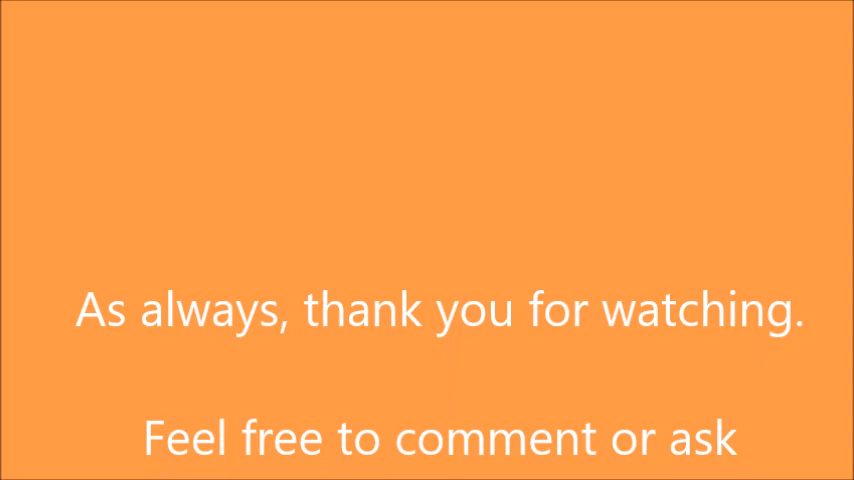 As always, thank you for watching.
Feel free to comment or ask